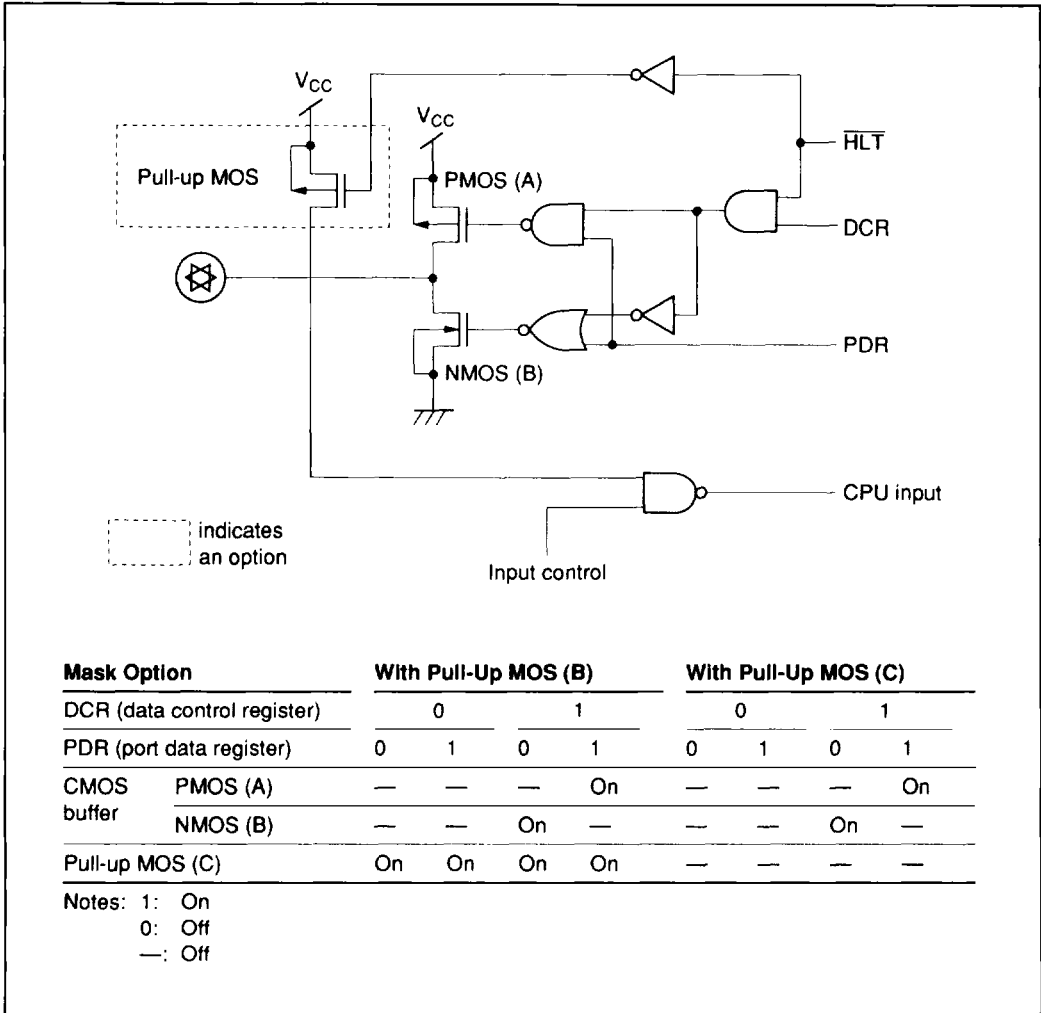 VCC
VCC
HLT
Pull-up MOS
PMOS (A)
DCR
PDR
NMOS (B)
CPU input
indicates
an option
Input control
Mask Option With Pull-Up MOS (B) With Pull-Up MOS (C)
DCR (data control register) 0 1 0 1
PDR (port data register) 0 1 0 1 0 1 0 1
CMOS buffer PMOS (A) — — — On — — — On
NMOS (B) — — On — — — On —
Pull-up MOS (C) On On On On — — — —
Notes: 1: On
0: Off
—: Off